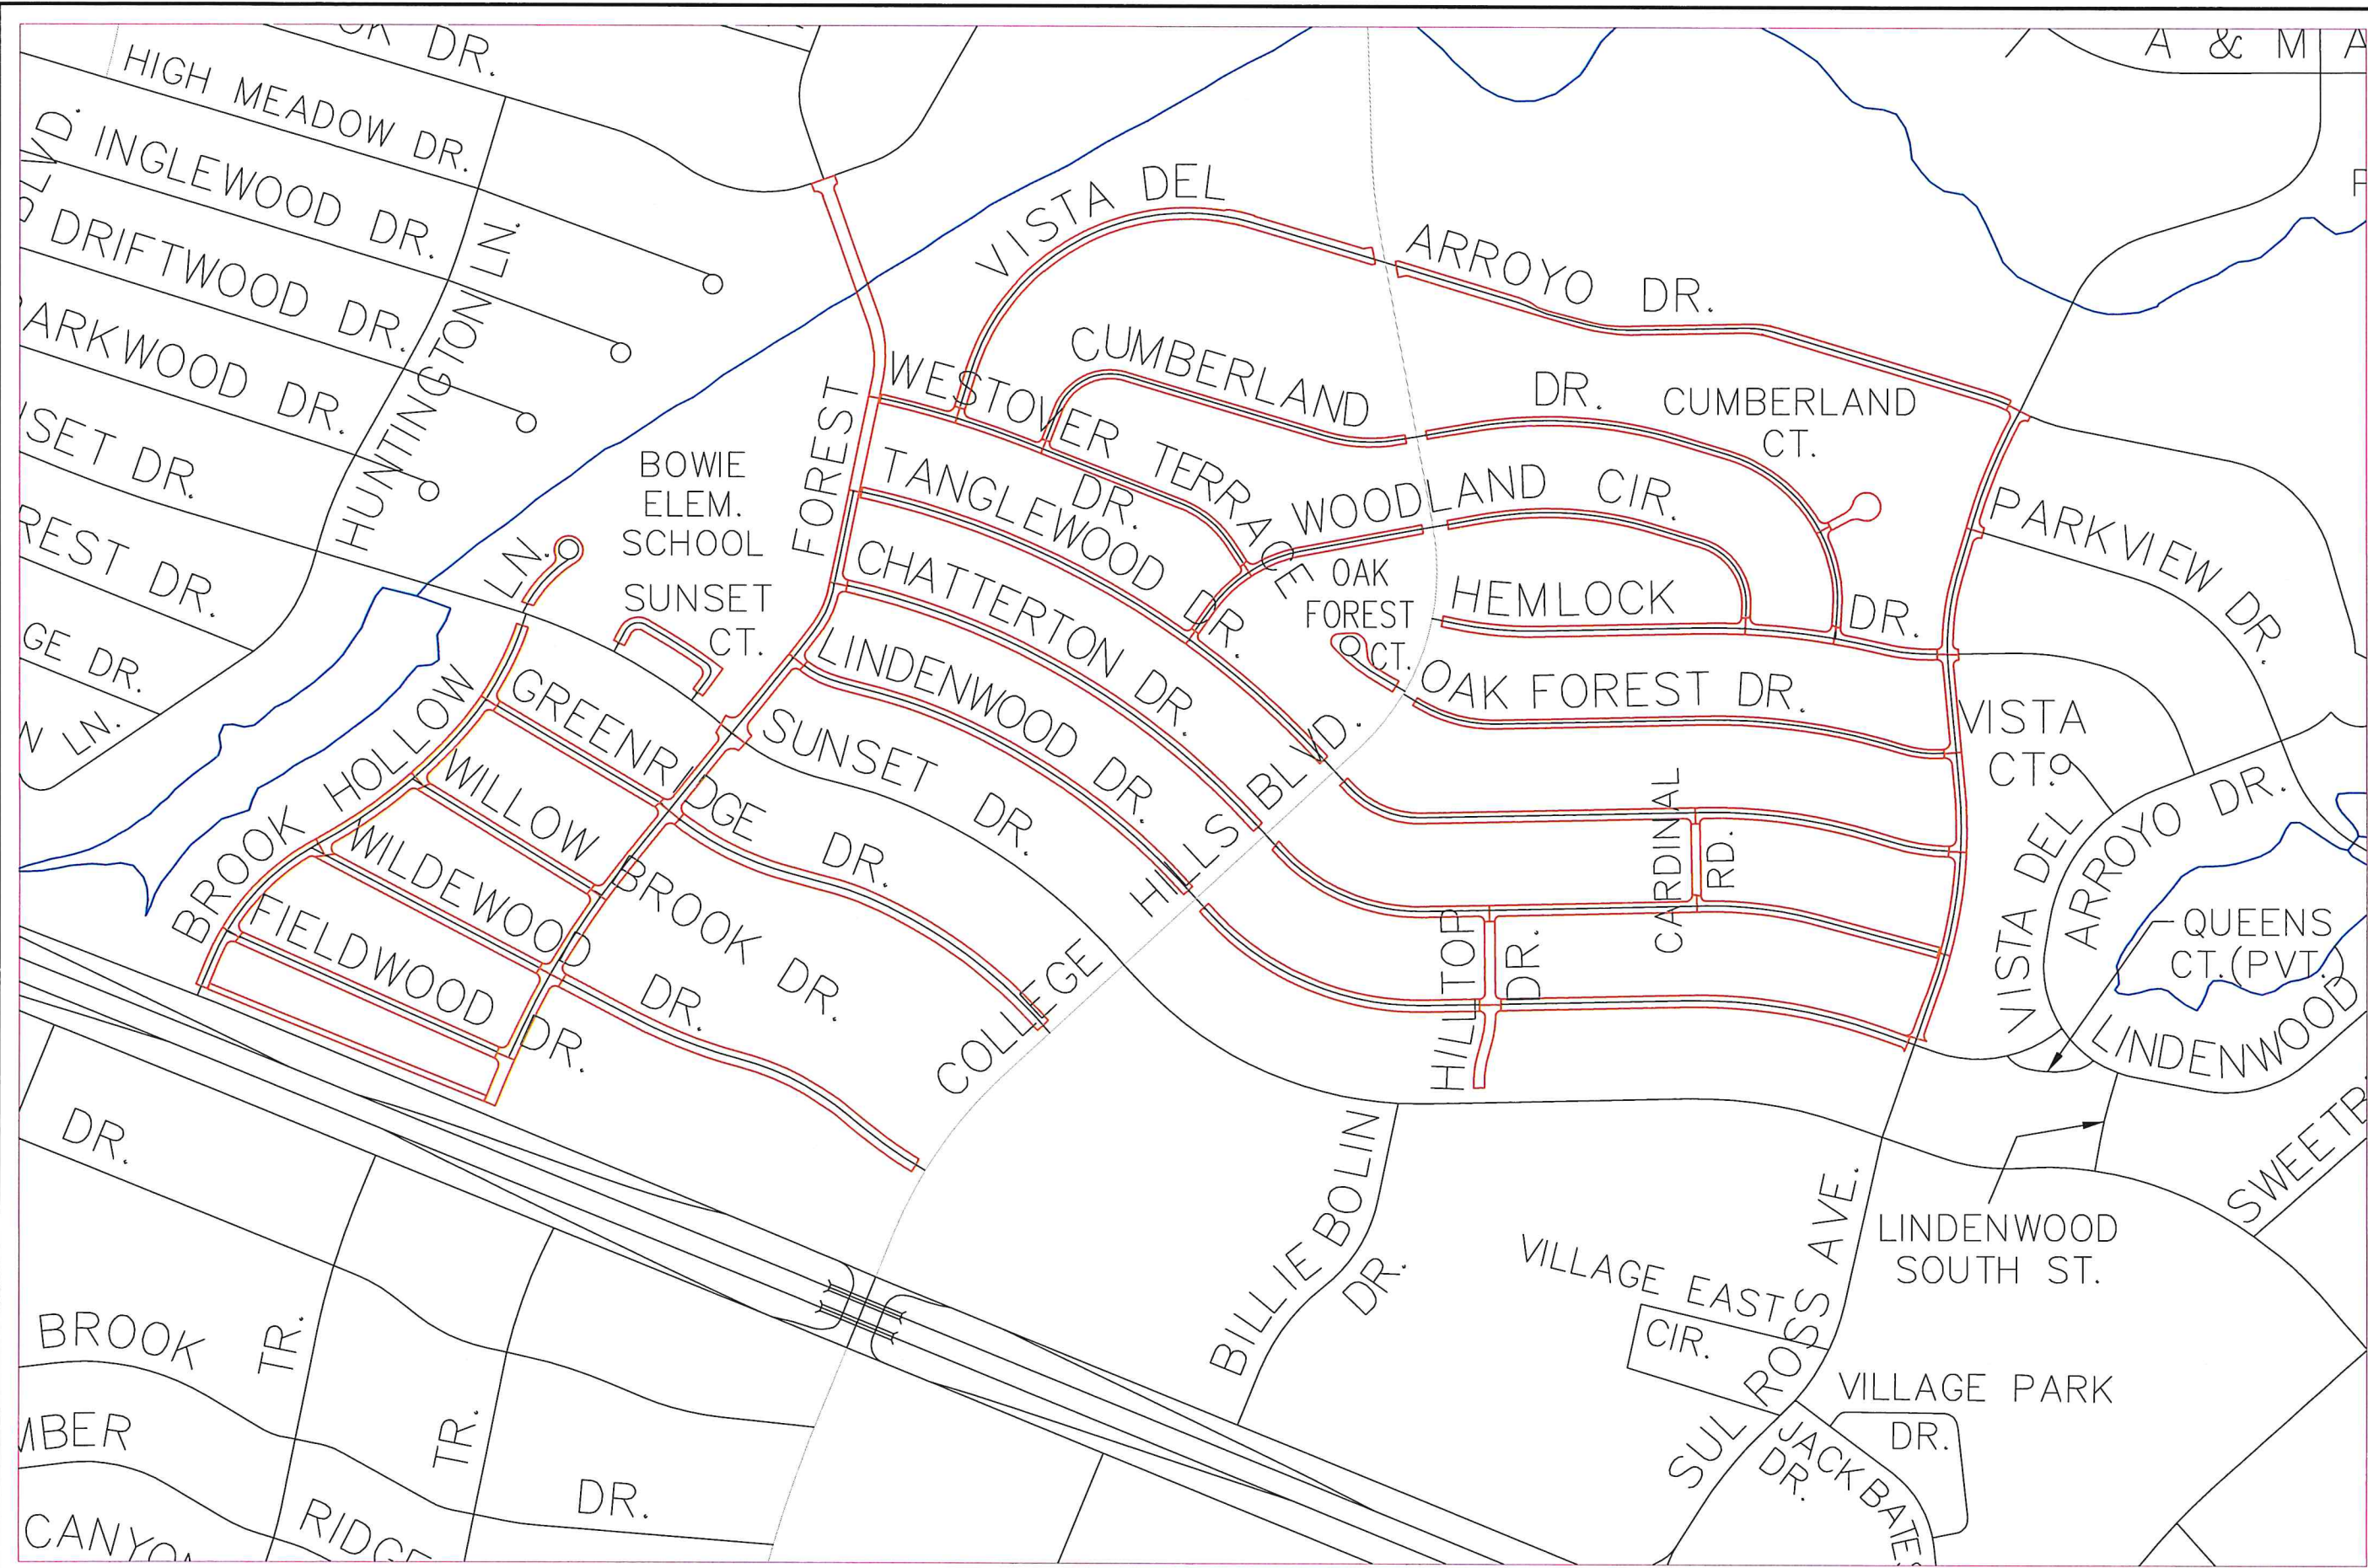 DR.
HIGH MEADOW DR.
INGLEWOOD DR.
DRIFTWOOD DR.
ARKWOOD DR.
SET DR.
REST DR.
GE DR.
LN.
HUNTINGTON LN.
A & M A
VISTA DEL
ARROYO DR.
CUMBERLAND
DR.
CUMBERLAND
CT.
WESTOVER TERRACE
DR.
WOODLAND CIR.
FOREST
TANGLEWOOD DR.
CHATTERTON DR.
LINDENWOOD DR.
BOWIE
ELEM.
SCHOOL
SUNSET
CT.
LN.
BROOK HOLLOW
GREENRIDGE DR.
SUNSET DR.
WILLOW BROOK DR.
WILDEWOOD DR.
FIELDWOOD DR.
OAK
FOREST
CT.
HEMLOCK DR.
OAK FOREST DR.
PARKVIEW DR.
VISTA
CT.
COLLEGE HILLS BLVD.
CARDINAL
RD.
HILLTOP
DR.
VISTA DEL
ARROYO DR.
QUEENS
CT.(PVT.)
LINDENWOOD
SWEETB
LINDENWOOD
SOUTH ST.
BILLIE BOLIN
DR.
VILLAGE EAST
CIR.
SUL ROSS AVE.
VILLAGE PARK
DR.
JACK BATES
DR.
DR.
BROOK
TR.
MBER
TR.
DR.
CANYON
RIDGE